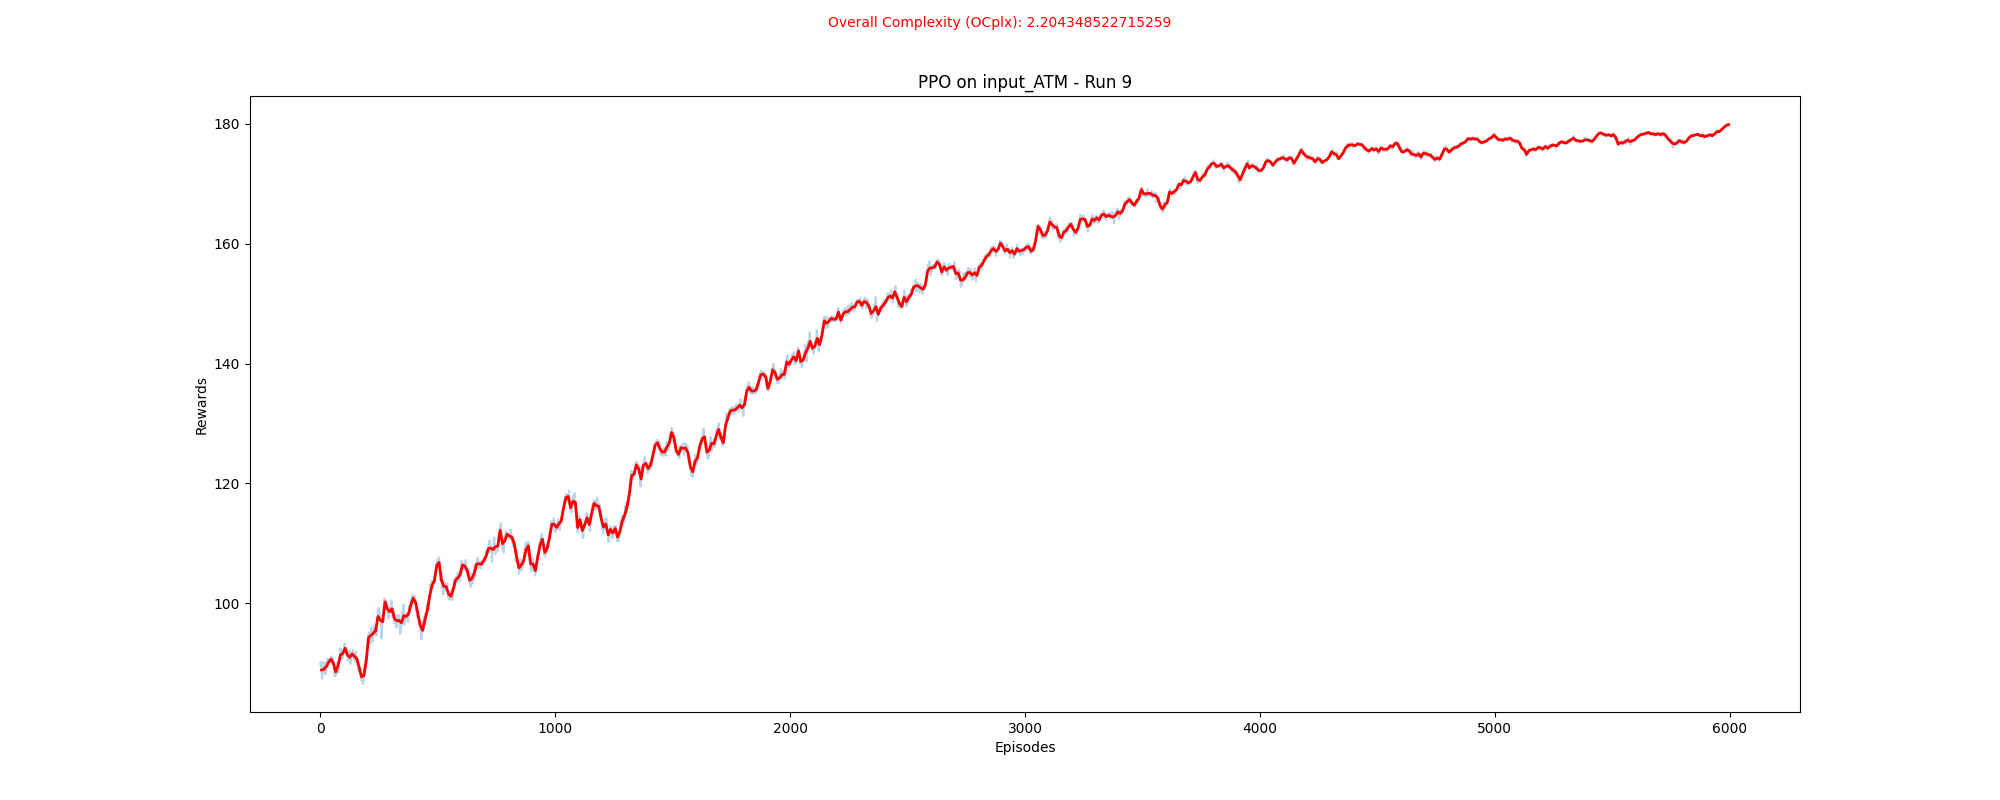 Overall Complexity (OCplx): 2.204348522715259
PPO on input_ATM - Run 9
180
160
140
120
100
Rewards
0 1000 2000 3000 4000 5000 6000
Episodes